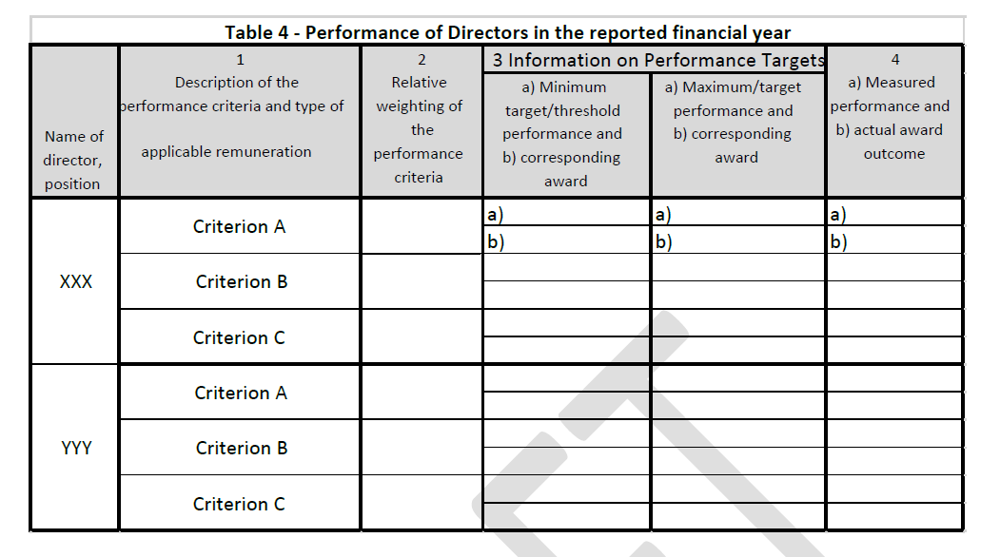 Table 4 - Performance of Directors in the reported financial year
Name of
director,
position
1
Description of the
performance criteria and type of
applicable remuneration
2
Relative
weighting of
the
performance
criteria
3 Information on Performance Targets
a) Minimum
target/threshold
performance and
b) corresponding
award
a) Maximum/target
performance and
b) corresponding
award
4
a) Measured
performance and
b) actual award
outcome
XXX
Criterion A
a)
a)
a)
b)
b)
b)
Criterion B
Criterion C
YYY
Criterion A
Criterion B
Criterion C